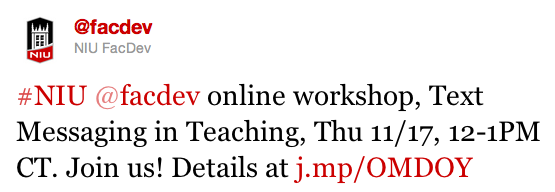 @facdev
NIU FacDev
NIU
#NIU @facdev online workshop, Text
Messaging in Teaching, Thu 11/17, 12-1PM
CT. Join us! Details at j.mp/OMDOY